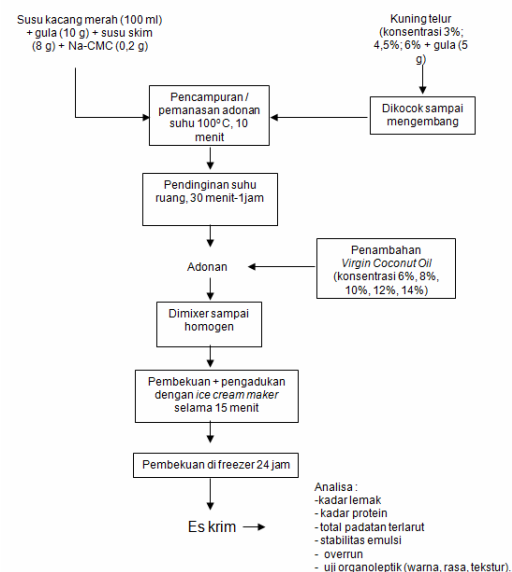 Susu kacang merah (100 ml)
+ gula (10 g) + susu skim
(8 g) + Na-CMC (0,2 g)
Kuning telur
(konsentrasi 3%;
4,5%; 6% + gula (5
g)
Pencampuran /
pemanasan adonan
suhu 100ºC, 10
menit
Dikocok sampai
mengembang
Pendinginan suhu
ruang, 30 menit-1jam
Adonan
Penambahan
Virgin Coconut Oil
(konsentrasi 6%, 8%,
10%, 12%, 14%)
Dimixer sampai
homogen
Pembekuan + pengadukan
dengan ice cream maker
selama 15 menit
Pembekuan di freezer 24 jam
Es krim
Analisa :
-kadar lemak
- kadar protein
- total padatan terlarut
- stabilitas emulsi
- overrun
- uji organoleptik (warna, rasa, tekstur).